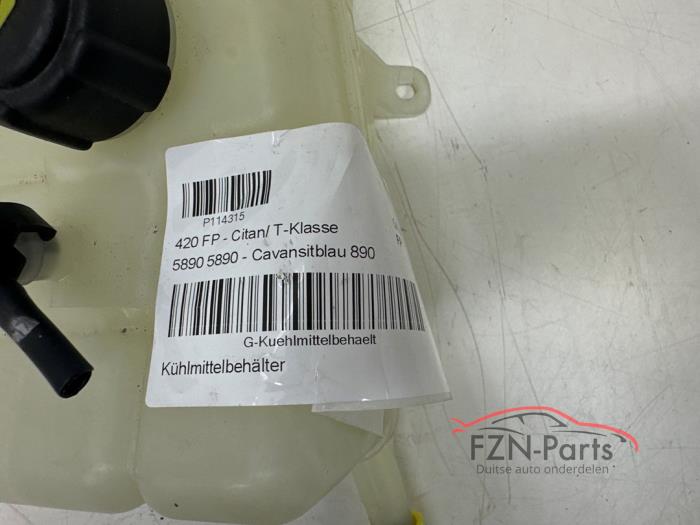 P114315
420 FP - Citan/ T-Klasse
5890 5890 - Cavansitblau 890
G-Kuehlmittelbehaelt
Kühlmittelbehälter
FZN-Parts
Duitse auto onderdelen